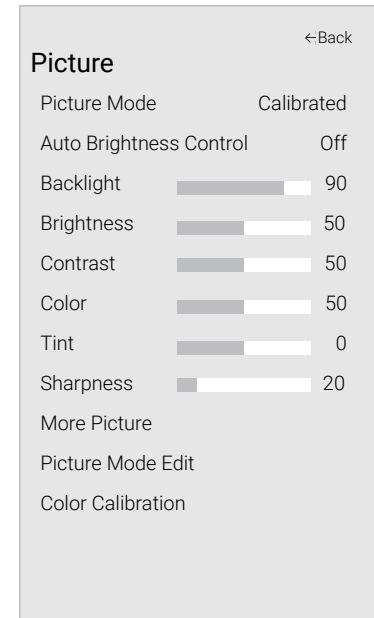 ←Back
Picture
Picture Mode Calibrated
Auto Brightness Control Off
Backlight 90
Brightness 50
Contrast 50
Color 50
Tint 0
Sharpness 20
More Picture
Picture Mode Edit
Color Calibration